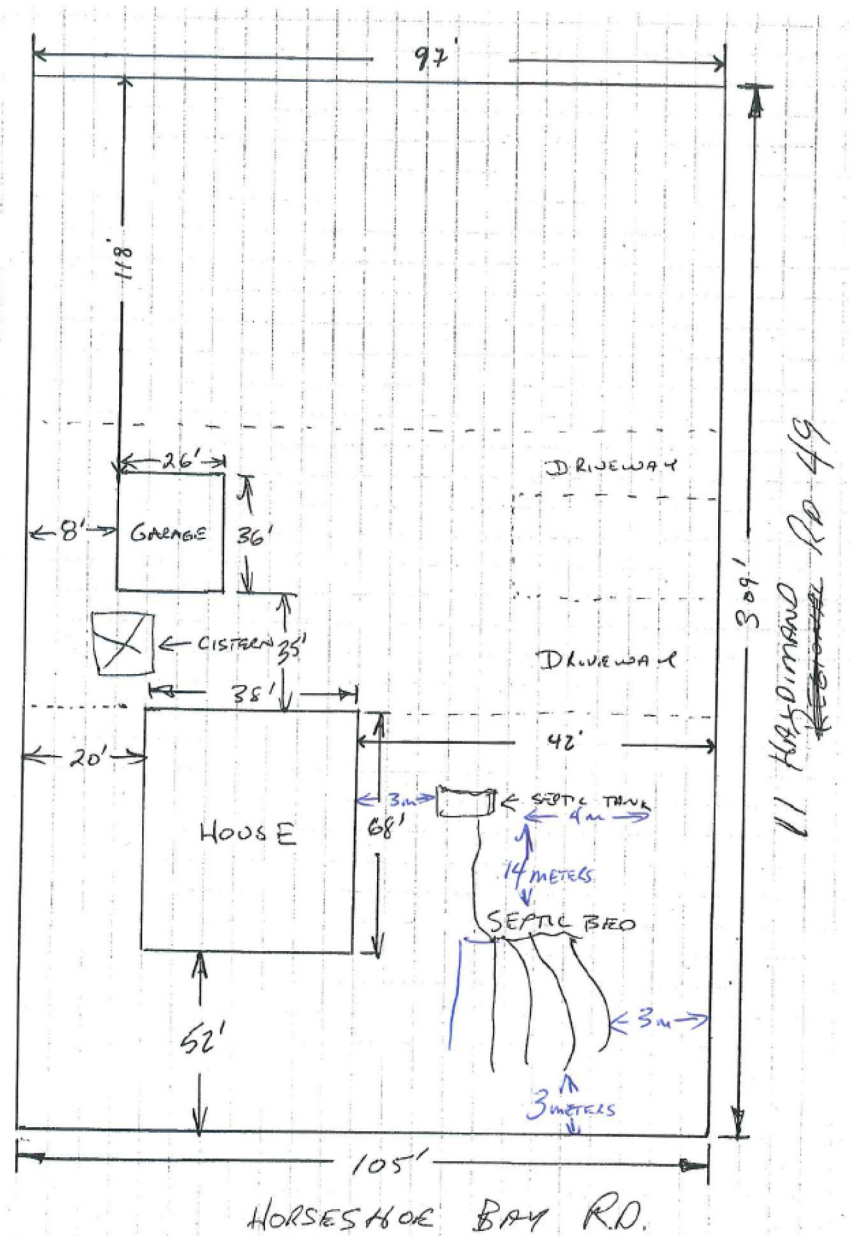 97'
118'
26'
DRIVEWAY
8'
GARAGE
36'
309'
11 HALDIMAND
REGIONAL RD 49
CISTERN
35'
DRIVEWAY
38'
42'
20'
3m
SEPTIC TANK
4m
HOUSE
68'
14 METERS
SEPTIC BED
3m
52'
3 METERS
105'
HORSESHOE BAY RD.